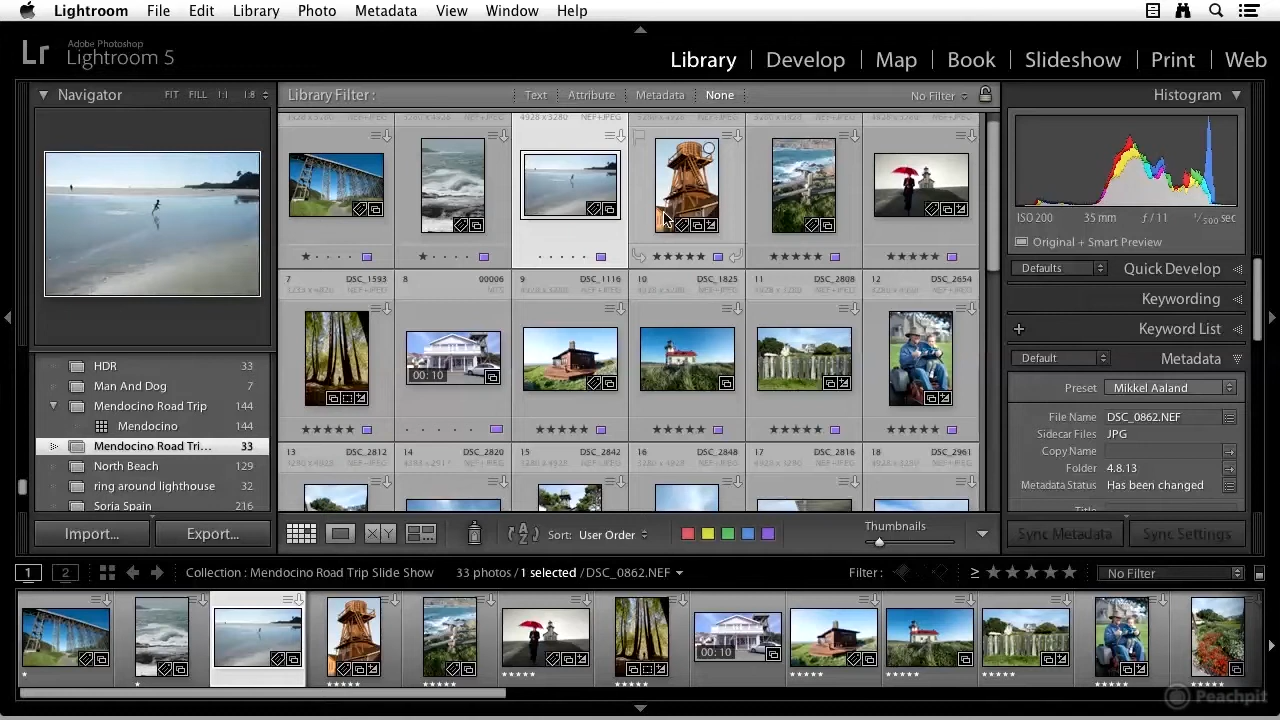 Lightroom File Edit Library Photo Metadata View Window Help
Lr Adobe Photoshop
Lightroom 5
Library | Develop | Map | Book | Slideshow | Print | Web
Navigator FIT FILL 1:1 1:8
Library Filter : Text Attribute Metadata None No Filter
Histogram
4928 x 3280 NEF+JPEG
ISO 200 35 mm ƒ / 11 1/500 sec
Original + Smart Preview
Defaults Quick Develop
Keywording
Keyword List
Default Metadata
Preset Mikkel Aaland
File Name DSC_0862.NEF
Sidecar Files JPG
Copy Name
Folder 4.8.13
Metadata Status Has been changed
Title
7 DSC_1593 8 00006 9 DSC_1116 10 DSC_1825 11 DSC_2808 12 DSC_2654
00: 10
13 DSC_2812 14 DSC_2820 15 DSC_2842 16 DSC_2848 17 DSC_2816 18 DSC_2961
HDR 33
Man And Dog 7
Mendocino Road Trip 144
Mendocino 144
Mendocino Road Tri... 33
North Beach 129
ring around lighthouse 32
Soria Spain 216
Import... Export...
XY Sort: User Order Thumbnails
Sync Metadata Sync Settings
1 2 Collection : Mendocino Road Trip Slide Show 33 photos / 1 selected / DSC_0862.NEF Filter : ≥ ★★★★★ No Filter
00: 10
Peachpit